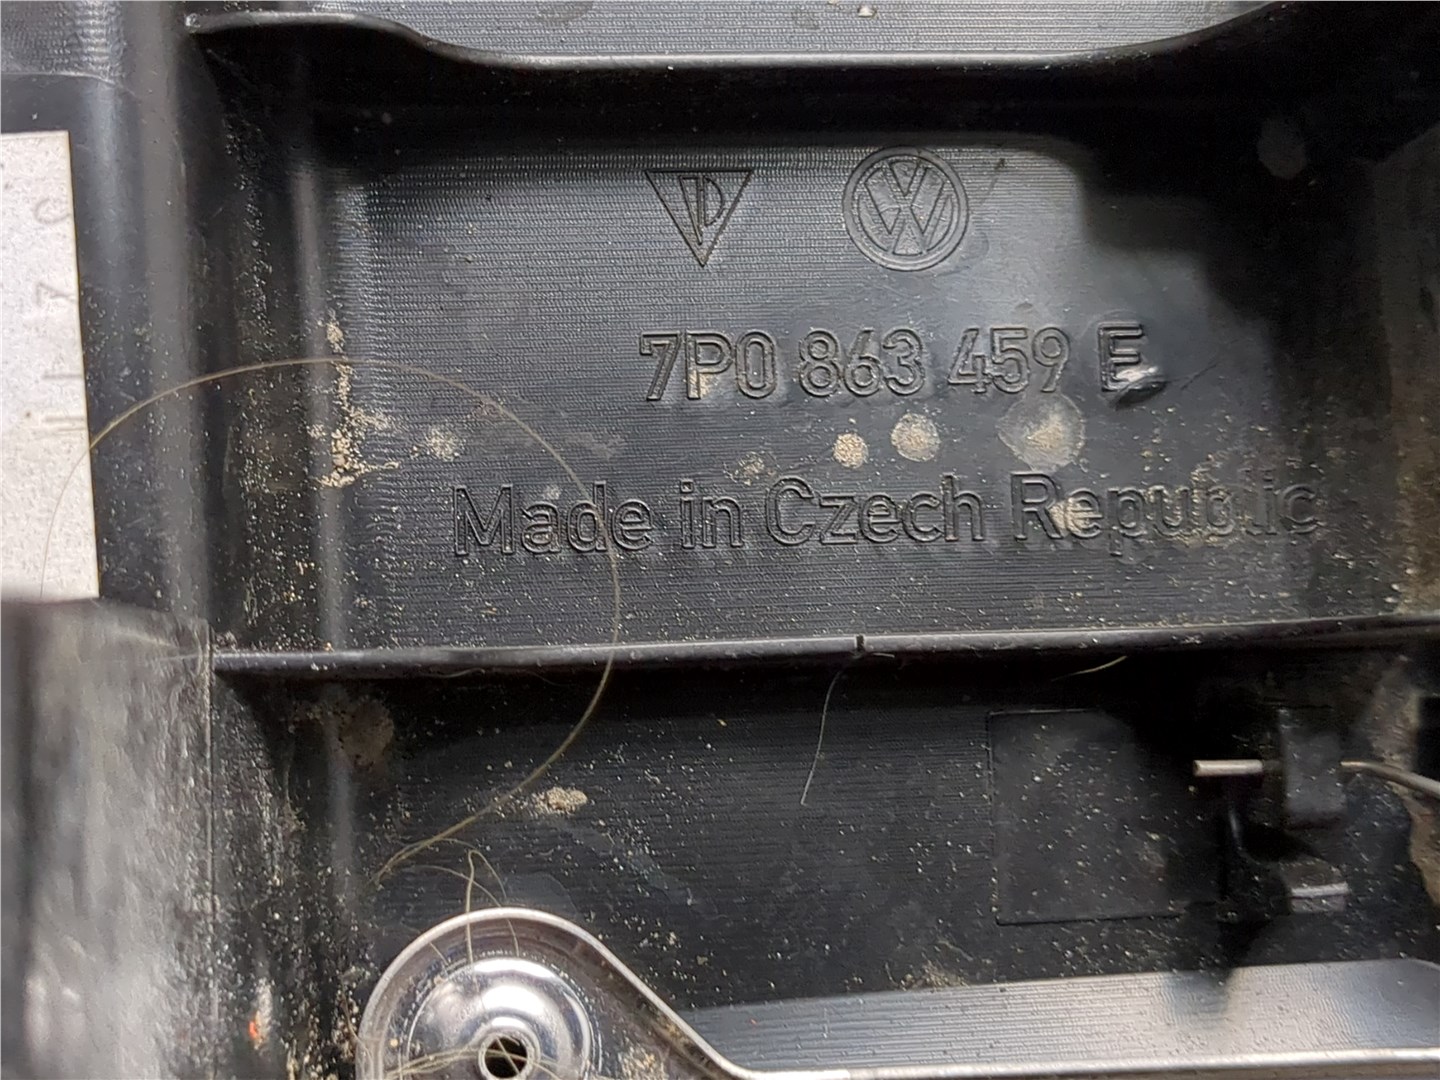 7P0 863 459 E
Made in Czech Republic